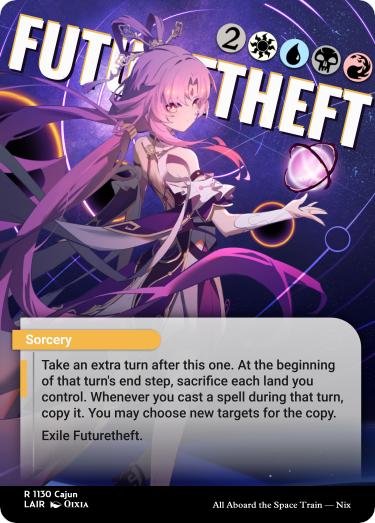 FUTURETHEFT
2
Sorcery
Take an extra turn after this one. At the beginning
of that turn's end step, sacrifice each land you
control. Whenever you cast a spell during that turn,
copy it. You may choose new targets for the copy.
Exile Futuretheft.
R 1130 Cajun
LAIR Qixia
All Aboard the Space Train — Nix